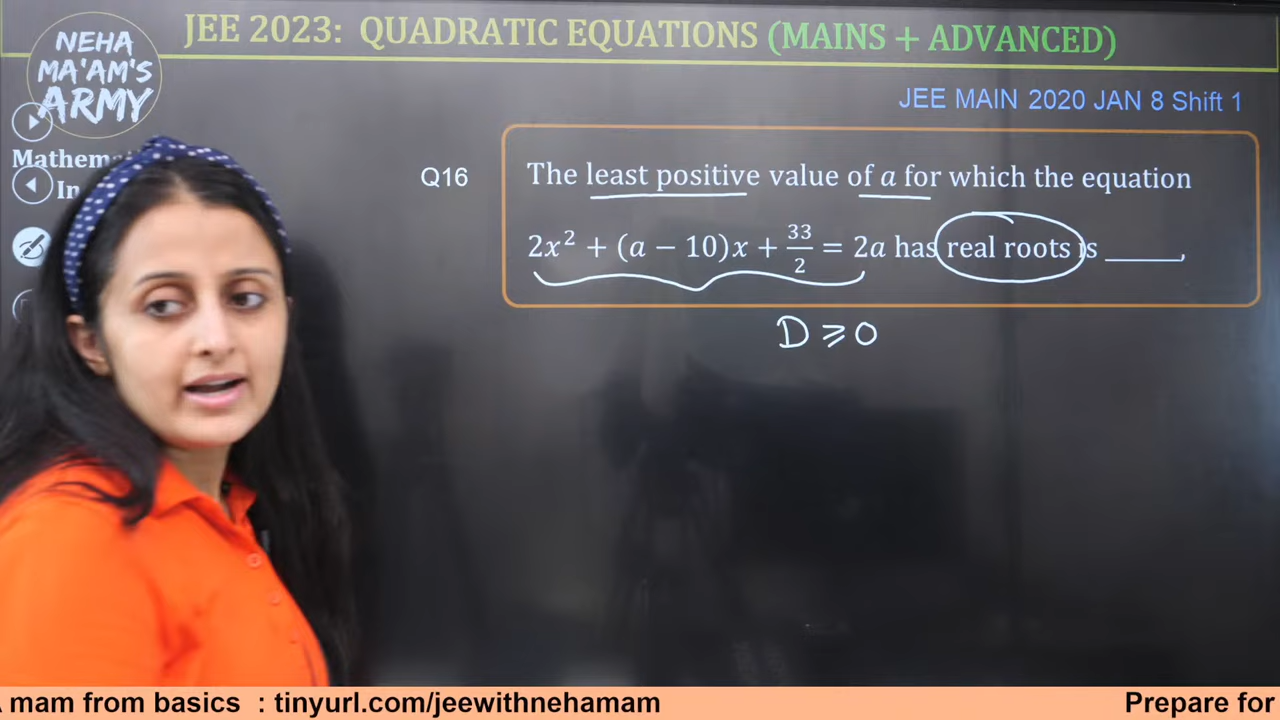 NEHA
MA'AM'S
ARMY
JEE 2023: QUADRATIC EQUATIONS (MAINS + ADVANCED)
JEE MAIN 2020 JAN 8 Shift 1
In
Q16
The least positive value of a for which the equation
2x² + (a − 10)x + 33/2 = 2a has real roots is ______
D ⩾ 0
mam from basics : tinyurl.com/jeewithnehamam
Prepare for